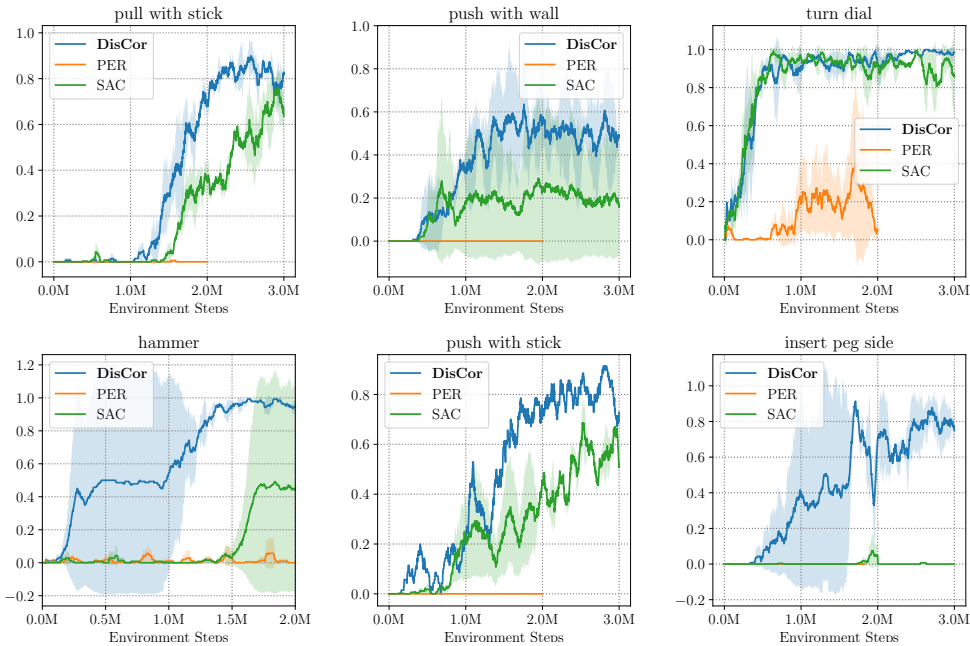 pull with stick
1.0
0.8
0.6
0.4
0.2
0.0
DisCor
PER
SAC
0.0M 1.0M 2.0M 3.0M
Environment Steps
push with wall
1.0
0.8
0.6
0.4
0.2
0.0
DisCor
PER
SAC
0.0M 1.0M 2.0M 3.0M
Environment Steps
turn dial
1.0
0.8
0.6
0.4
0.2
0.0
DisCor
PER
SAC
0.0M 1.0M 2.0M 3.0M
Environment Steps
hammer
1.2
1.0
0.8
0.6
0.4
0.2
0.0
−0.2
DisCor
PER
SAC
0.0M 0.5M 1.0M 1.5M 2.0M
Environment Steps
push with stick
0.8
0.6
0.4
0.2
0.0
DisCor
PER
SAC
0.0M 1.0M 2.0M 3.0M
Environment Steps
insert peg side
1.0
0.8
0.6
0.4
0.2
0.0
−0.2
DisCor
PER
SAC
0.0M 1.0M 2.0M 3.0M
Environment Steps